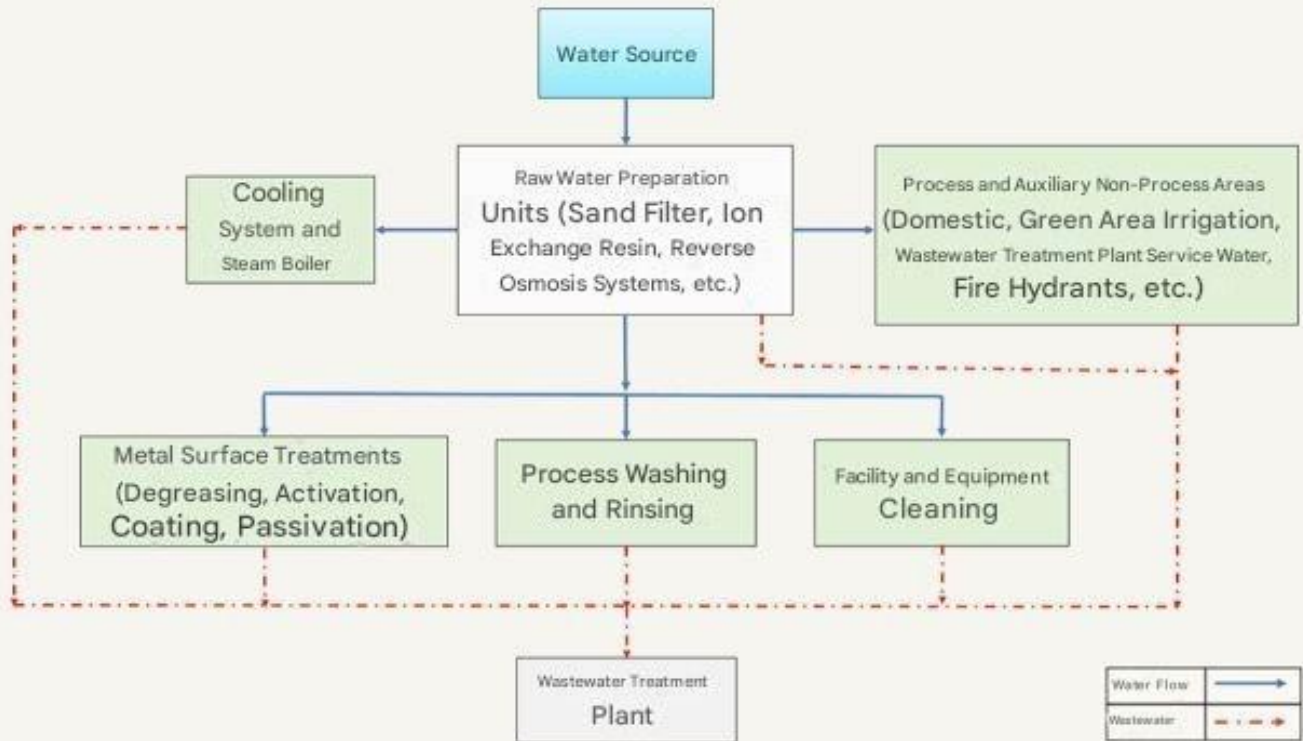 Water Source
Raw Water Preparation
Units (Sand Filter, Ion
Exchange Resin, Reverse
Osmosis Systems, etc.)
Cooling
System and
Steam Boiler
Process and Auxiliary Non-Process Areas
(Domestic, Green Area Irrigation,
Wastewater Treatment Plant Service Water,
Fire Hydrants, etc.)
Metal Surface Treatments
(Degreasing, Activation,
Coating, Passivation)
Process Washing
and Rinsing
Facility and Equipment
Cleaning
Wastewater Treatment
Plant
Water Flow
Wastewater